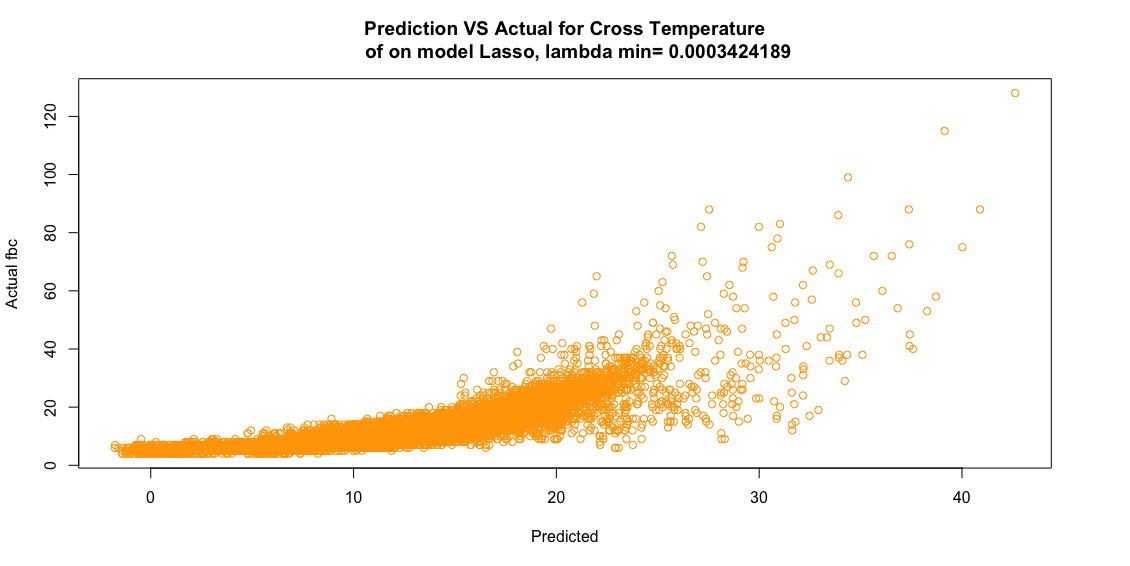 Prediction VS Actual for Cross Temperature
of on model Lasso, lambda min= 0.0003424189
120
100
80
60
40
20
0
Actual fbc
0 10 20 30 40
Predicted